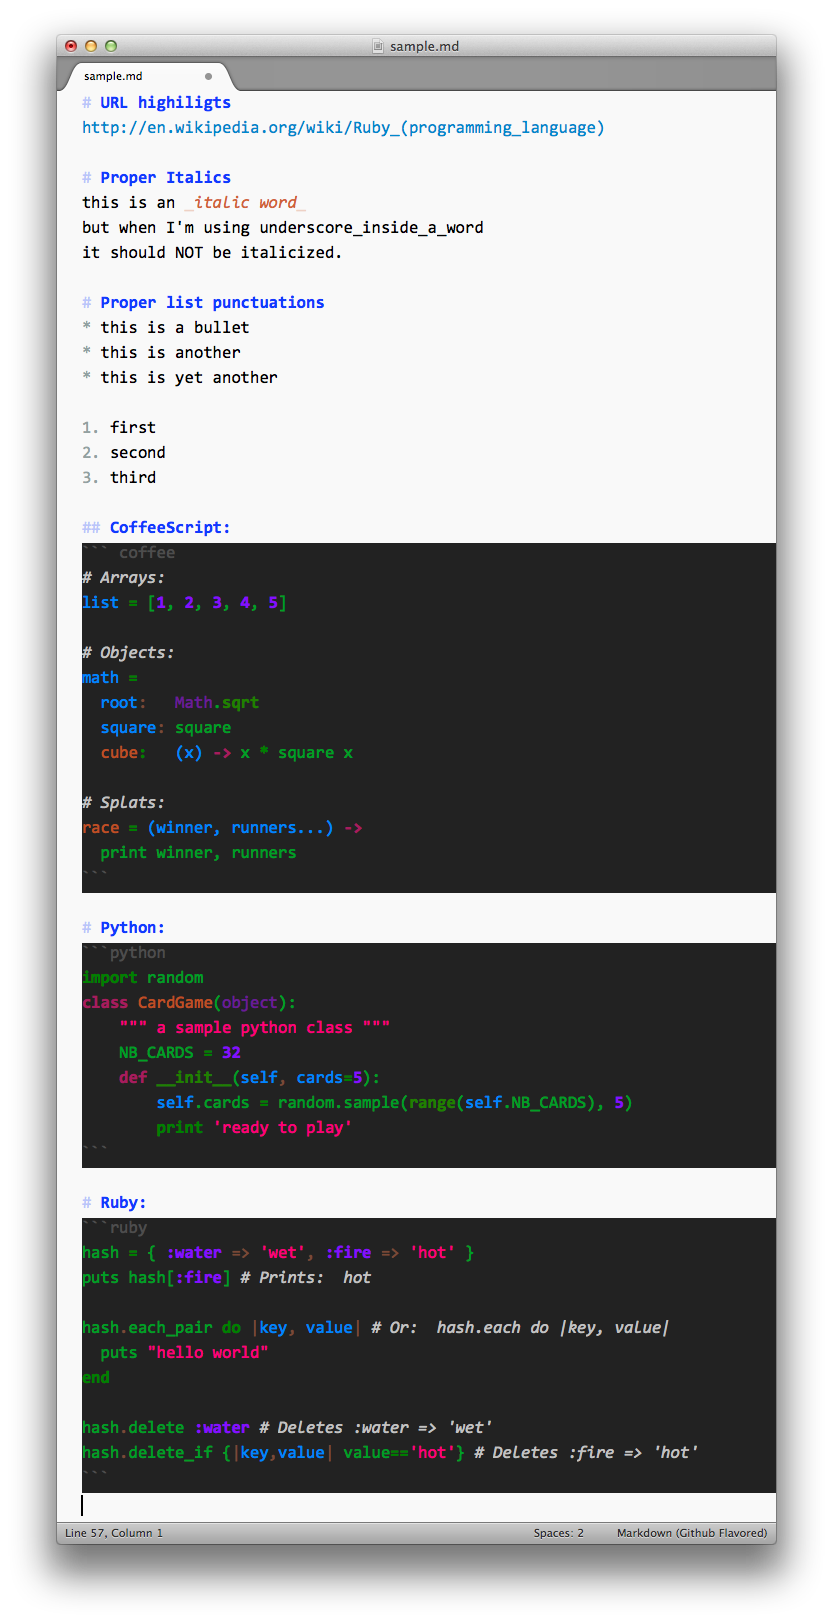 sample.md
sample.md
# URL highiligts
http://en.wikipedia.org/wiki/Ruby_(programming_language)

# Proper Italics
this is an _italic word_
but when I'm using underscore_inside_a_word
it should NOT be italicized.

# Proper list punctuations
* this is a bullet
* this is another
* this is yet another

1. first
2. second
3. third

## CoffeeScript:
``` coffee
# Arrays:
list = [1, 2, 3, 4, 5]

# Objects:
math =
  root:   Math.sqrt
  square: square
  cube:   (x) -> x * square x

# Splats:
race = (winner, runners...) ->
  print winner, runners
```

# Python:
```python
import random
class CardGame(object):
    """ a sample python class """
    NB_CARDS = 32
    def __init__(self, cards=5):
        self.cards = random.sample(range(self.NB_CARDS), 5)
        print 'ready to play'
```

# Ruby:
```ruby
hash = { :water => 'wet', :fire => 'hot' }
puts hash[:fire] # Prints:  hot

hash.each_pair do |key, value| # Or:  hash.each do |key, value|
  puts "hello world"
end

hash.delete :water # Deletes :water => 'wet'
hash.delete_if {|key,value| value=='hot'} # Deletes :fire => 'hot'
```
Line 57, Column 1 Spaces: 2 Markdown (Github Flavored)